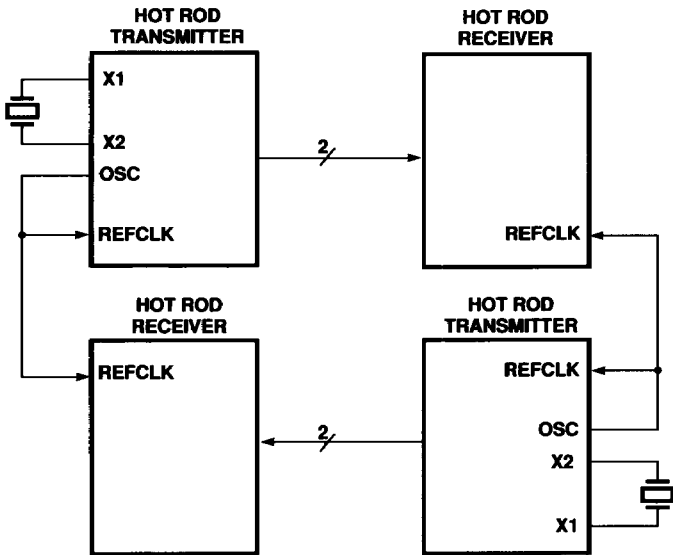 HOT ROD
TRANSMITTER
X1
X2
OSC
REFCLK
2
HOT ROD
RECEIVER
REFCLK
HOT ROD
RECEIVER
REFCLK
2
HOT ROD
TRANSMITTER
REFCLK
OSC
X2
X1